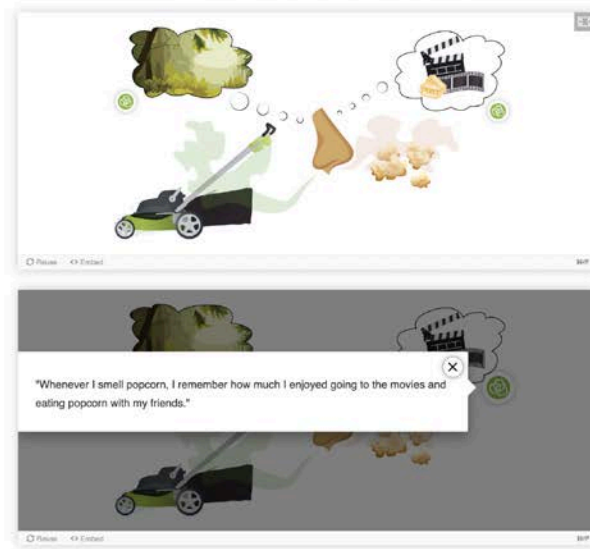 Reuse <> Embed
"Whenever I smell popcorn, I remember how much I enjoyed going to the movies and
eating popcorn with my friends."
Reuse <> Embed